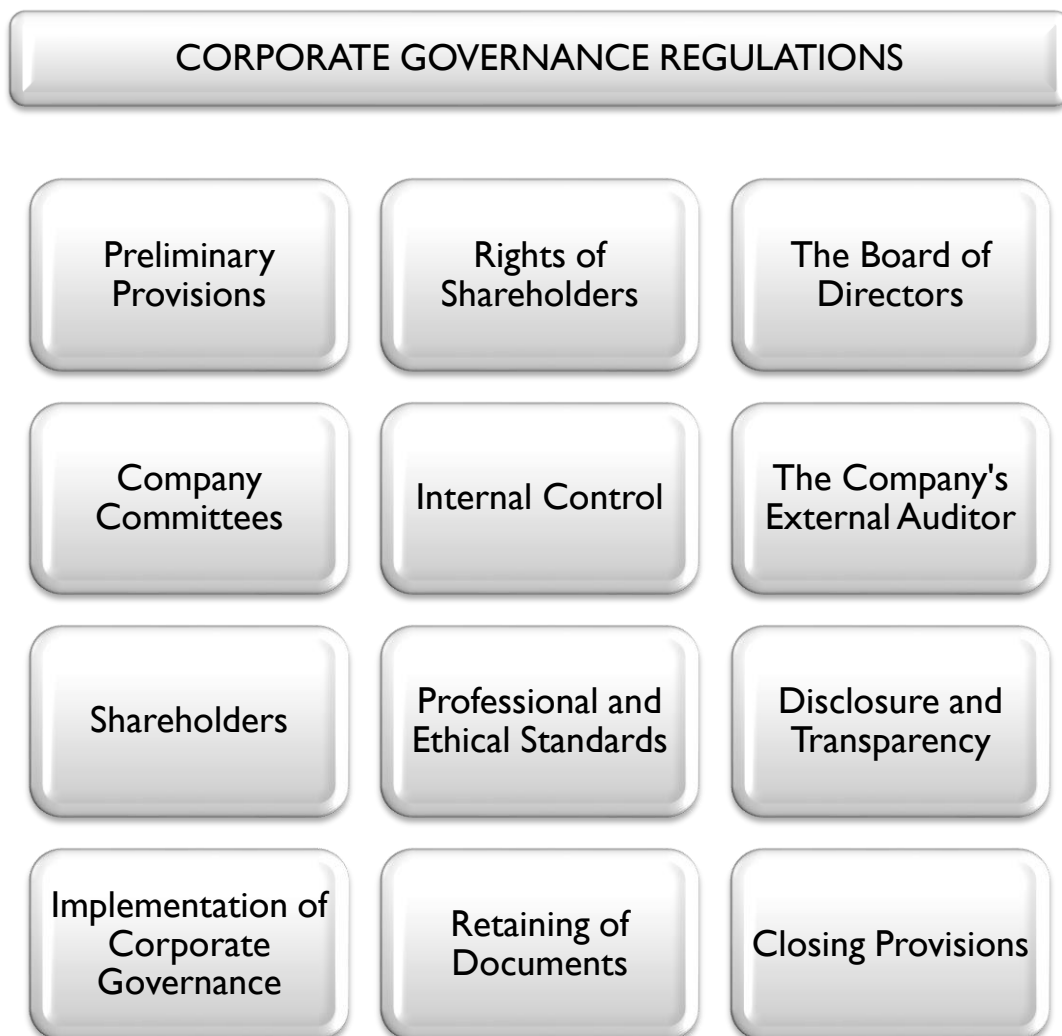 CORPORATE GOVERNANCE REGULATIONS
Preliminary
Provisions
Rights of
Shareholders
The Board of
Directors
Company
Committees
Internal Control
The Company's
External Auditor
Shareholders
Professional and
Ethical Standards
Disclosure and
Transparency
Implementation of
Corporate
Governance
Retaining of
Documents
Closing Provisions